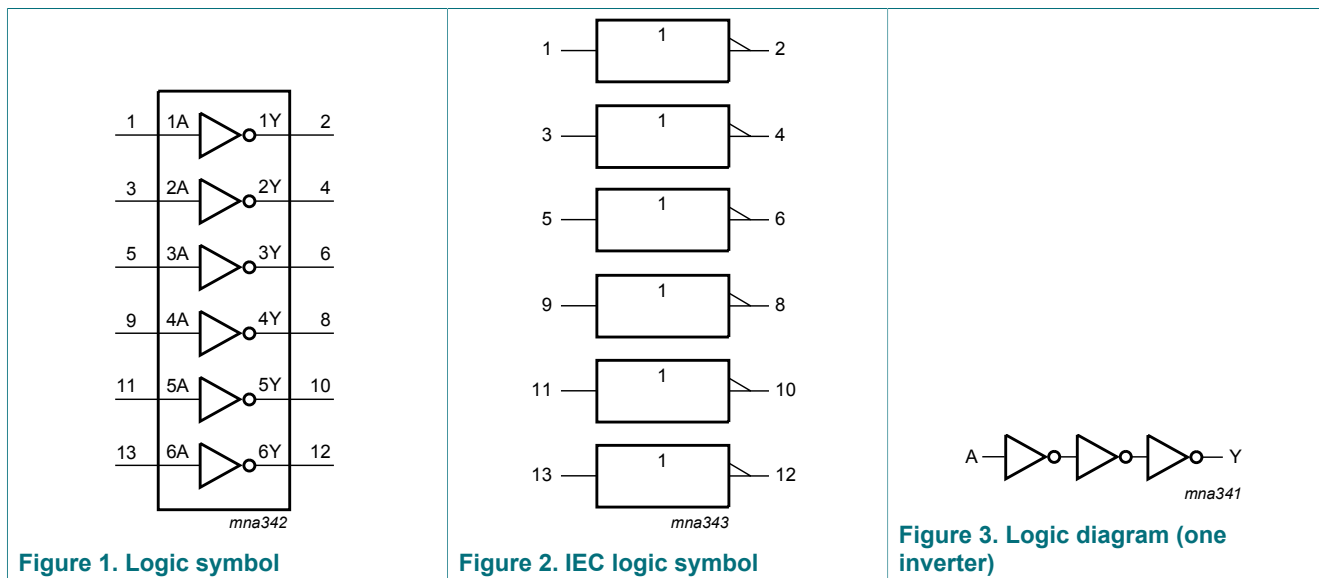 1 1A 1Y 2
3 2A 2Y 4
5 3A 3Y 6
9 4A 4Y 8
11 5A 5Y 10
13 6A 6Y 12
mna342
Figure 1. Logic symbol
1 1 2
3 1 4
5 1 6
9 1 8
11 1 10
13 1 12
mna343
Figure 2. IEC logic symbol
A Y
mna341
Figure 3. Logic diagram (one
inverter)